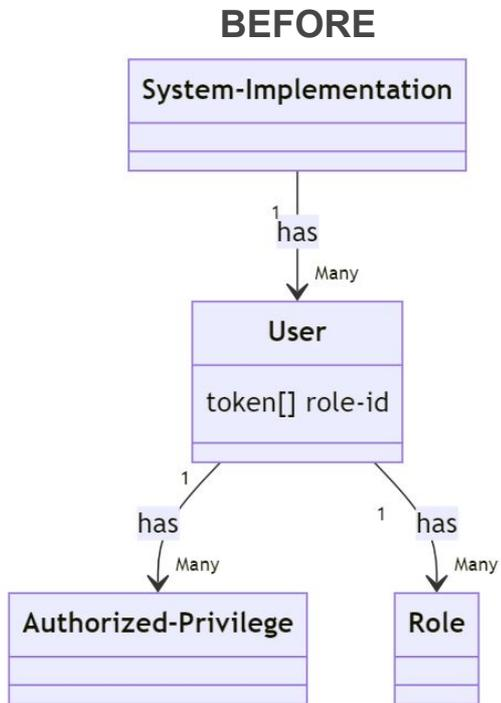 BEFORE
System-Implementation
1
has
Many
User
token[] role-id
1
1
has
has
Many
Many
Authorized-Privilege
Role